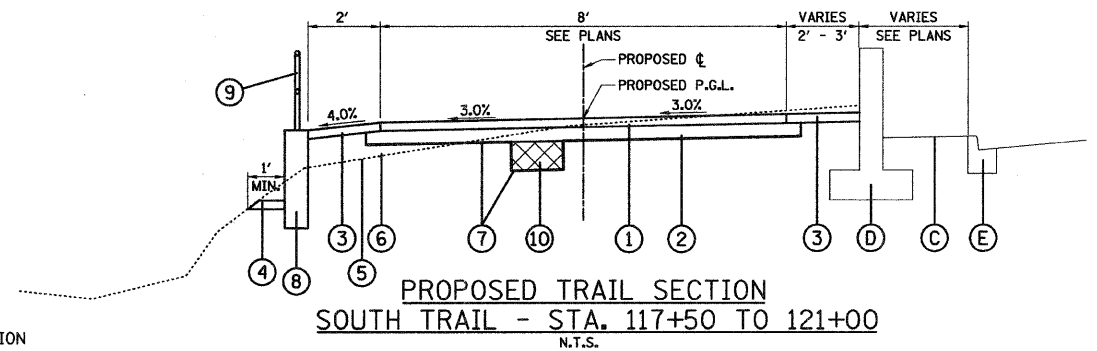 2'
8'
SEE PLANS
VARIES
2' - 3'
VARIES
SEE PLANS
PROPOSED ℄
PROPOSED P.G.L.
9
4.0%
3.0%
3.0%
1'
MIN.
4
8
3
5
6
7
10
1
2
3
D
C
E
PROPOSED TRAIL SECTION
SOUTH TRAIL - STA. 117+50 TO 121+00
N.T.S.
ION